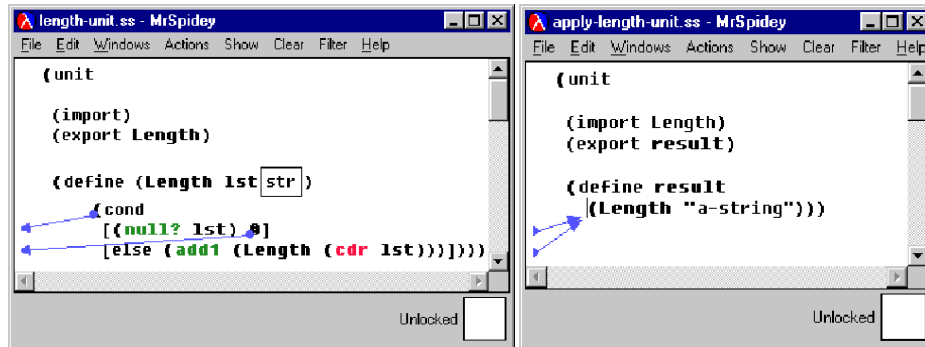 length-unit.ss - MrSpidey
File Edit Windows Actions Show Clear Filter Help
(unit
(import)
(export Length)
(define (Length lst str )
(cond
[(null? lst) 0]
[else (add1 (Length (cdr lst)))])))
Unlocked
apply-length-unit.ss - MrSpidey
File Edit Windows Actions Show Clear Filter Help
(unit
(import Length)
(export result)
(define result
(Length "a-string")))
Unlocked